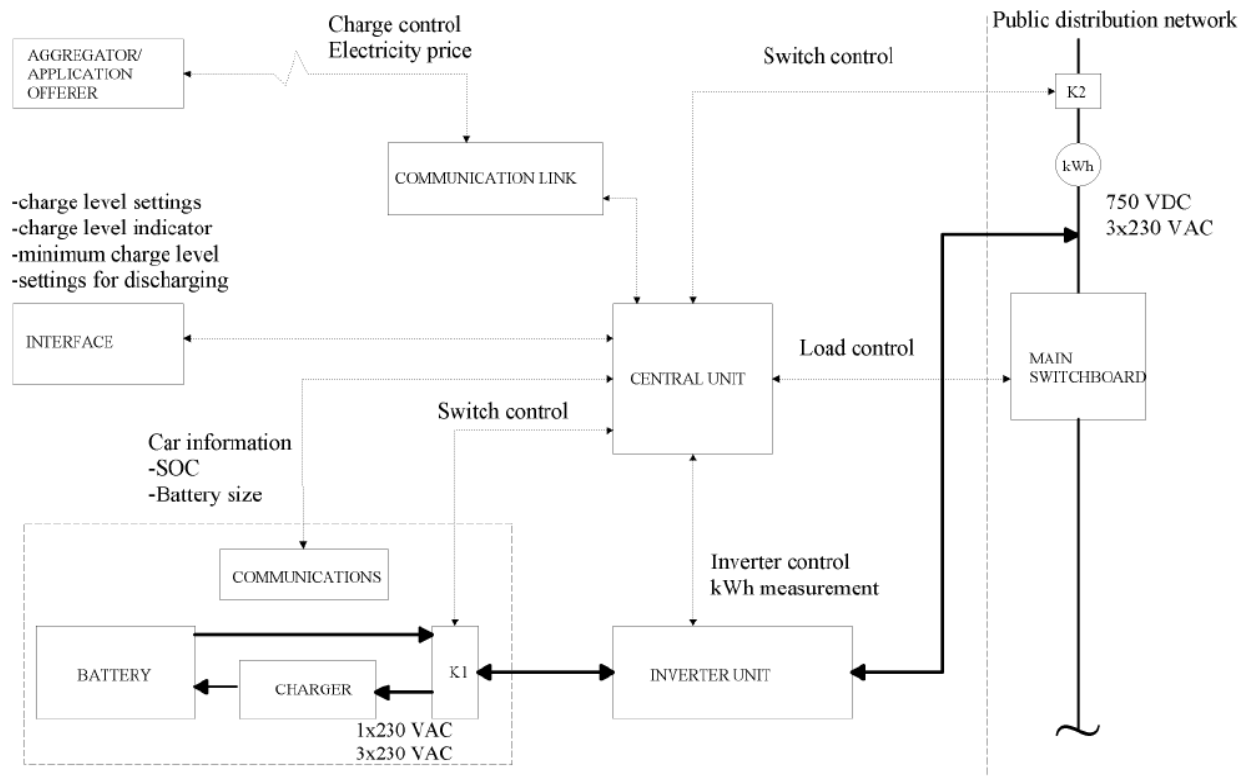 Public distribution network
Charge control
Electricity price
AGGREGATOR/
APPLICATION
OFFERER
Switch control
K2
COMMUNICATION LINK
kWh
-charge level settings
-charge level indicator
-minimum charge level
-settings for discharging
750 VDC
3x230 VAC
INTERFACE
Load control
MAIN
SWITCHBOARD
CENTRAL UNIT
Switch control
Car information
-SOC
-Battery size
Inverter control
kWh measurement
COMMUNICATIONS
BATTERY
CHARGER
K1
INVERTER UNIT
1x230 VAC
3x230 VAC